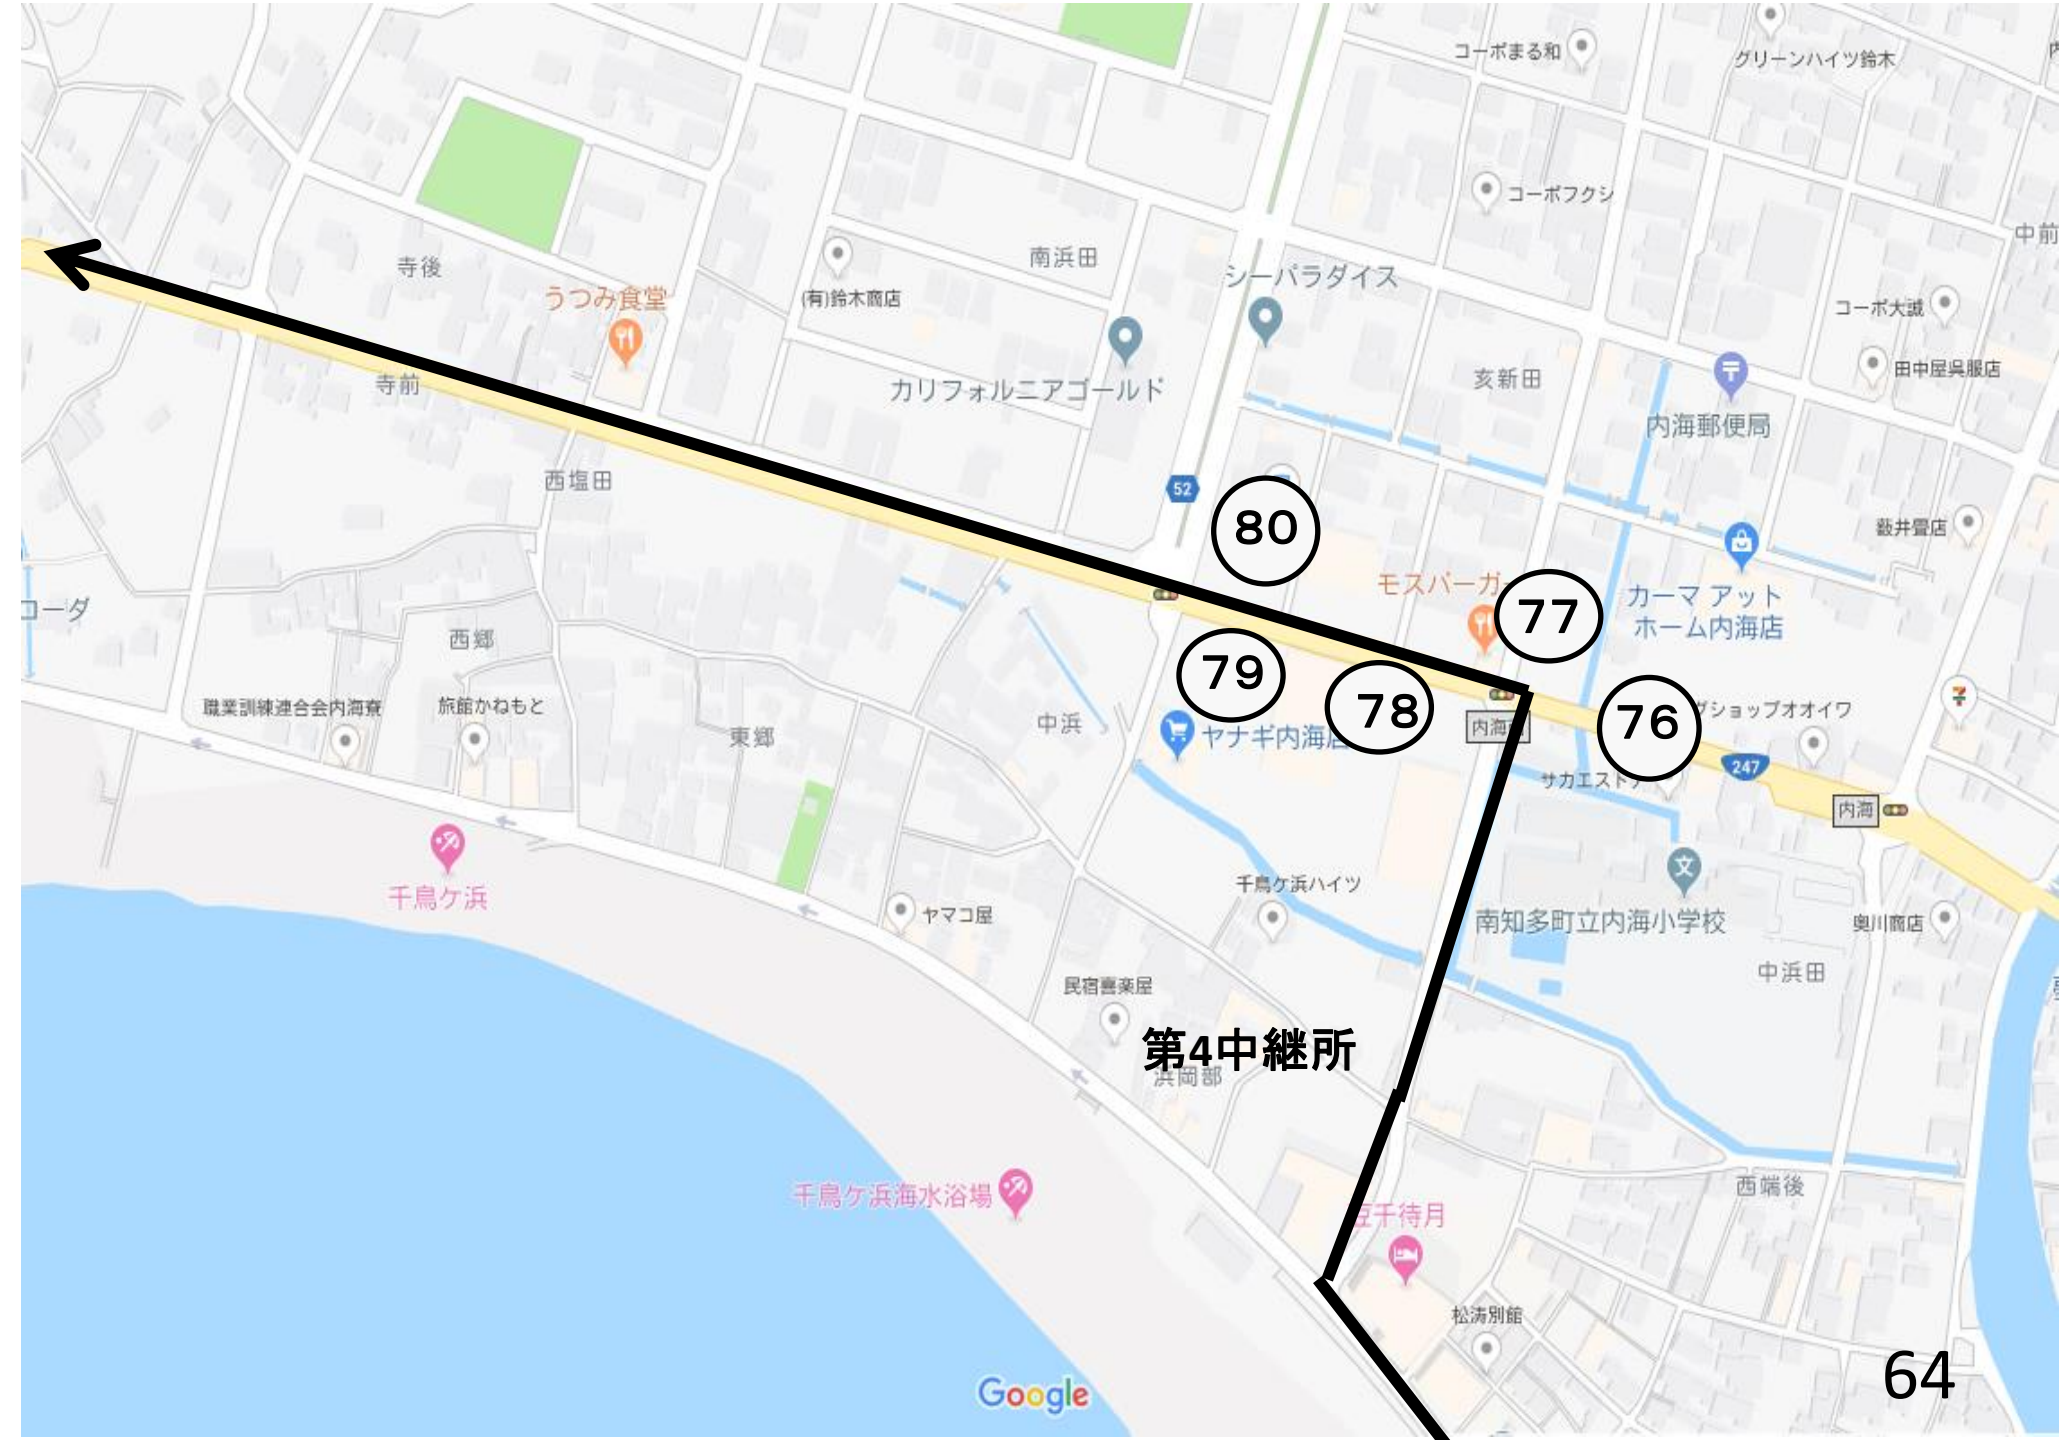 コーポまる和
グリーンハイツ鈴木
コーポフクシ
中前
寺後
南浜田
シーパラダイス
うつみ食堂
(有)鈴木商店
コーポ大誠
田中屋呉服店
寺前
カリフォルニアゴールド
亥新田
内海郵便局
西塩田
52
80
薮井畳店
モスバーガ
77
カーマ アット
ホーム内海店
コーダ
西郷
79
78
76
職業訓練連合会内海寮
旅館かねもと
中浜
東郷
ヤナギ内海店
内海
グショップオオイワ
247
サカエストア
内海
千鳥ケ浜
千鳥ケ浜ハイツ
ヤマコ屋
南知多町立内海小学校
奥川商店
中浜田
民宿喜楽屋
第4中継所
浜岡部
千鳥ケ浜海水浴場
西端後
豆千待月
松涛別館
Google
64